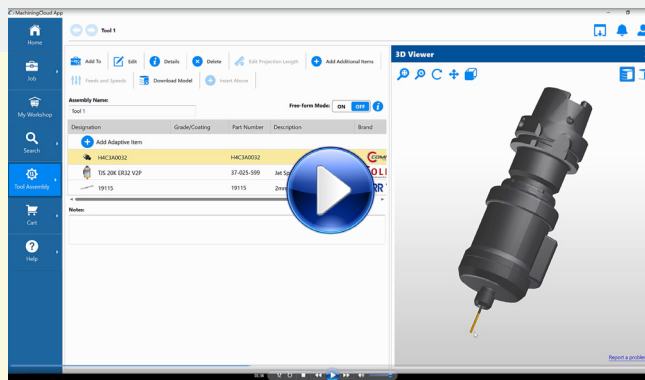 MachiningCloud App
Home
Job
My Workshop
Search
Tool Assembly
Cart
Help
Tool 1
Add To
Edit
Details
Delete
Edit Projection Length
Add Additional Items
Feeds and Speeds
Download Model
Insert Above
Assembly Name:
Free-form Mode: ON OFF
Tool 1
Designation Grade/Coating Part Number Description Brand
Add Adaptive Item
H4C3A0032 H4C3A0032
TJS 20K ER32 V2P 37-025-599 Jet Sp
19115 19115 2mm
Notes:
3D Viewer
Report a proble